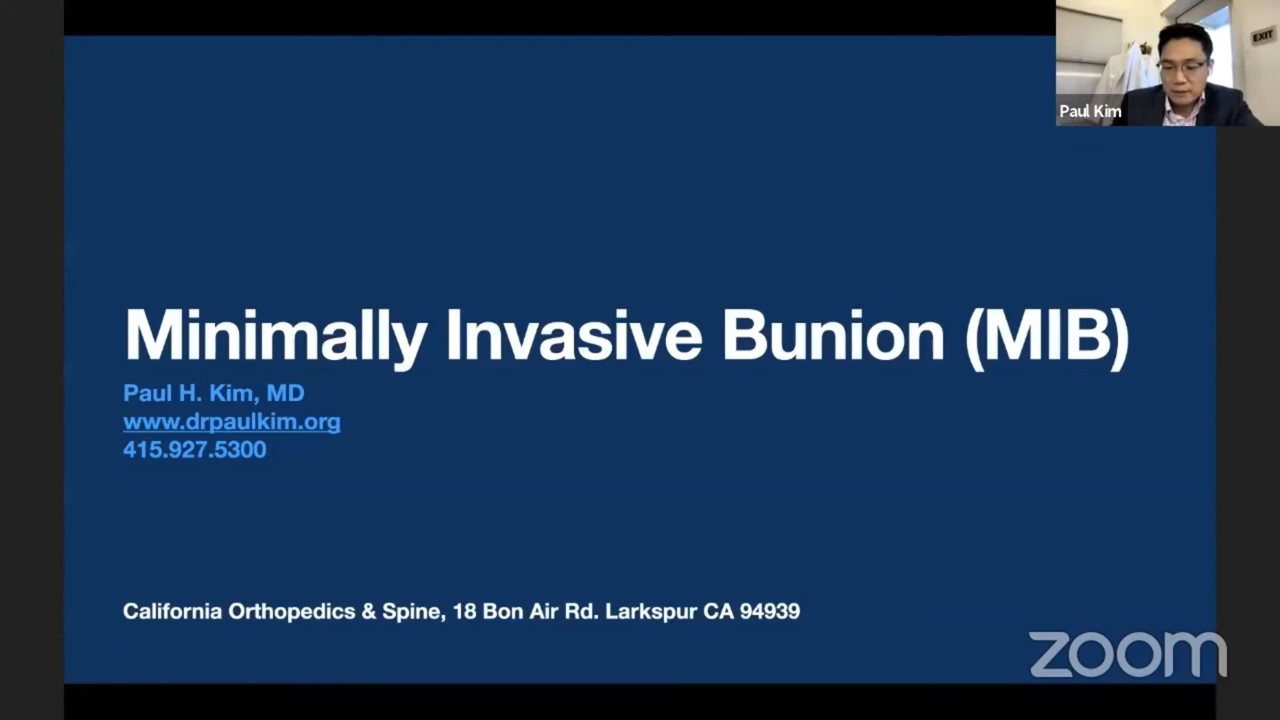 EXIT
Paul Kim
Minimally Invasive Bunion (MIB)
Paul H. Kim, MD
www.drpaulkim.org
415.927.5300
California Orthopedics & Spine, 18 Bon Air Rd. Larkspur CA 94939
zoom